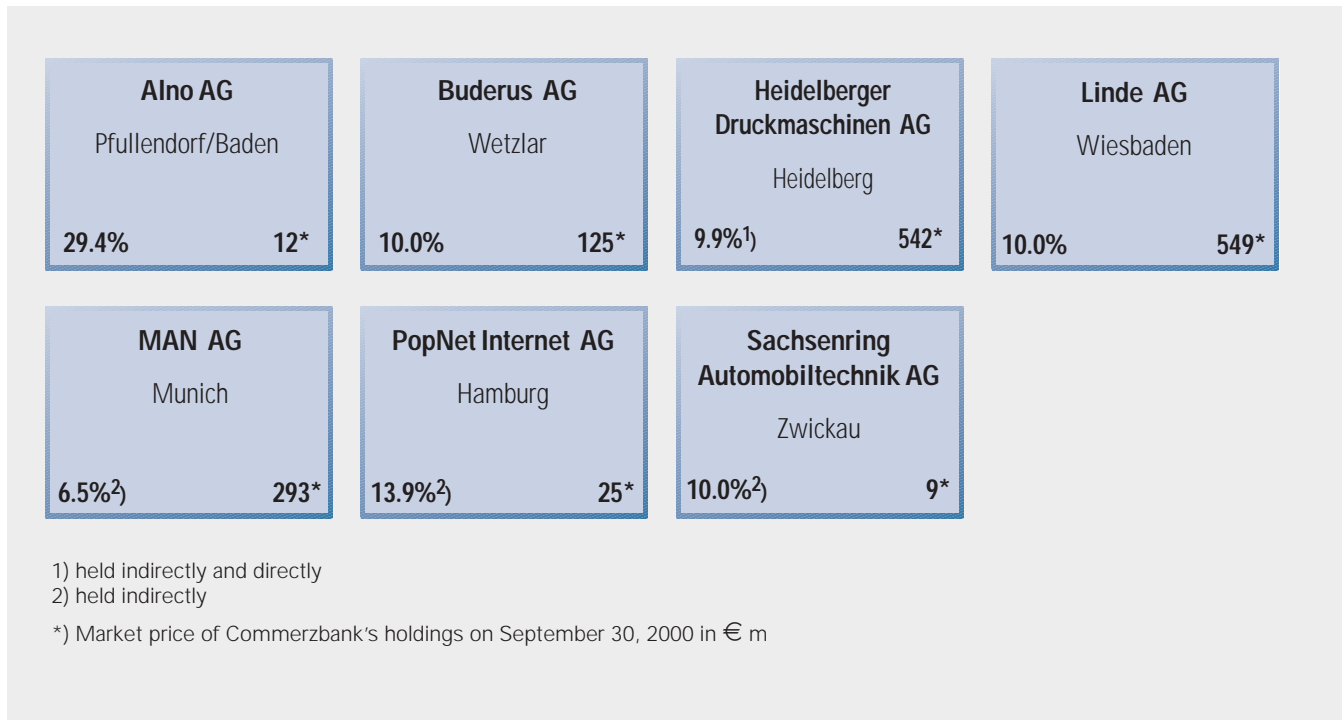 Alno AG
Pfullendorf/Baden
29.4% 12*
Buderus AG
Wetzlar
10.0% 125*
Heidelberger
Druckmaschinen AG
Heidelberg
9.9%1) 542*
Linde AG
Wiesbaden
10.0% 549*
MAN AG
Munich
6.5%2) 293*
PopNet Internet AG
Hamburg
13.9%2) 25*
Sachsenring
Automobiltechnik AG
Zwickau
10.0%2) 9*
1) held indirectly and directly
2) held indirectly
*) Market price of Commerzbank's holdings on September 30, 2000 in € m